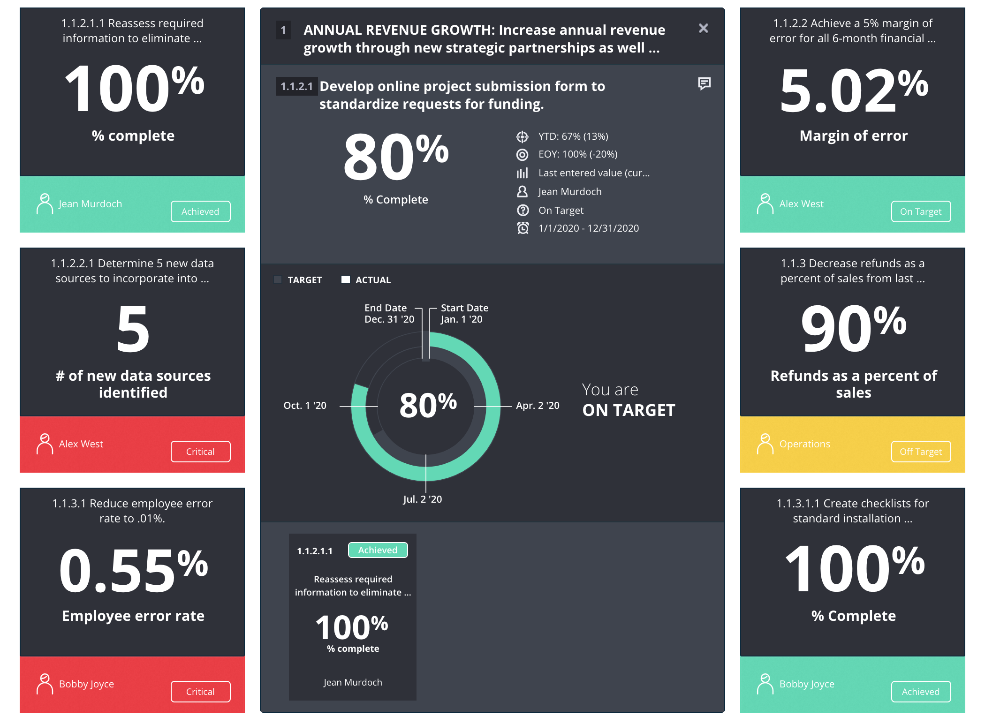 1.1.2.1.1 Reassess required
information to eliminate ...
100%
% complete
Jean Murdoch
Achieved
1.1.2.2.1 Determine 5 new data
sources to incorporate into ...
5
# of new data sources
identified
Alex West
Critical
1.1.3.1 Reduce employee error
rate to .01%.
0.55%
Employee error rate
Bobby Joyce
Critical
1
ANNUAL REVENUE GROWTH: Increase annual revenue
growth through new strategic partnerships as well ...
1.1.2.1
Develop online project submission form to
standardize requests for funding.
80%
% Complete
YTD: 67% (13%)
EOY: 100% (-20%)
Last entered value (cur...
Jean Murdoch
On Target
1/1/2020 - 12/31/2020
TARGET
ACTUAL
End Date
Dec. 31 '20
Start Date
Jan. 1 '20
Oct. 1 '20
80%
Apr. 2 '20
Jul. 2 '20
You are
ON TARGET
1.1.2.1.1
Achieved
Reassess required
information to eliminate ...
100%
% complete
Jean Murdoch
1.1.2.2 Achieve a 5% margin of
error for all 6-month financial ...
5.02%
Margin of error
Alex West
On Target
1.1.3 Decrease refunds as a
percent of sales from last ...
90%
Refunds as a percent of
sales
Operations
Off Target
1.1.3.1.1 Create checklists for
standard installation ...
100%
% Complete
Bobby Joyce
Achieved